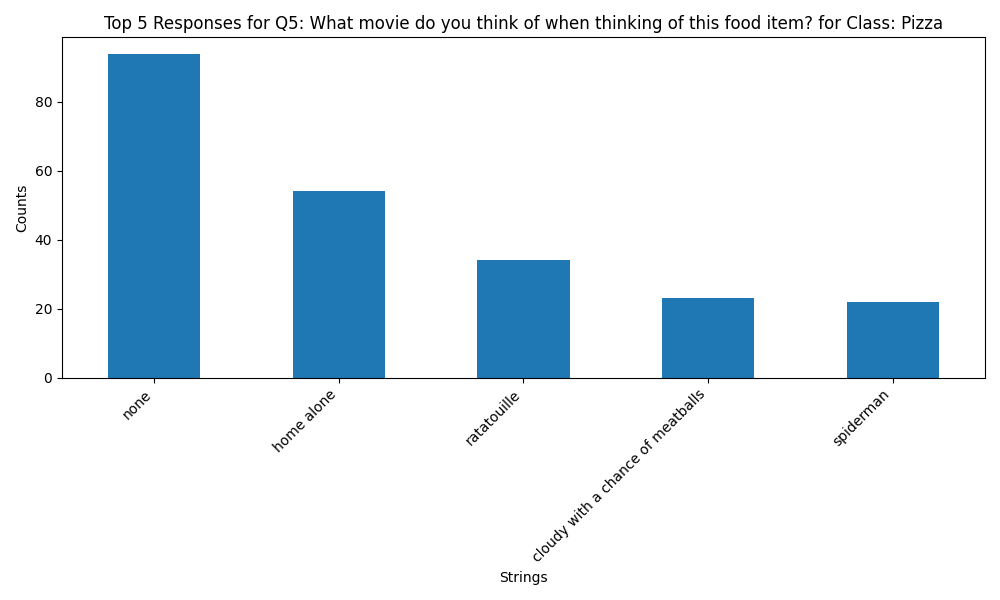 Top 5 Responses for Q5: What movie do you think of when thinking of this food item? for Class: Pizza
Counts
80
60
40
20
0
none
home alone
ratatouille
cloudy with a chance of meatballs
spiderman
Strings